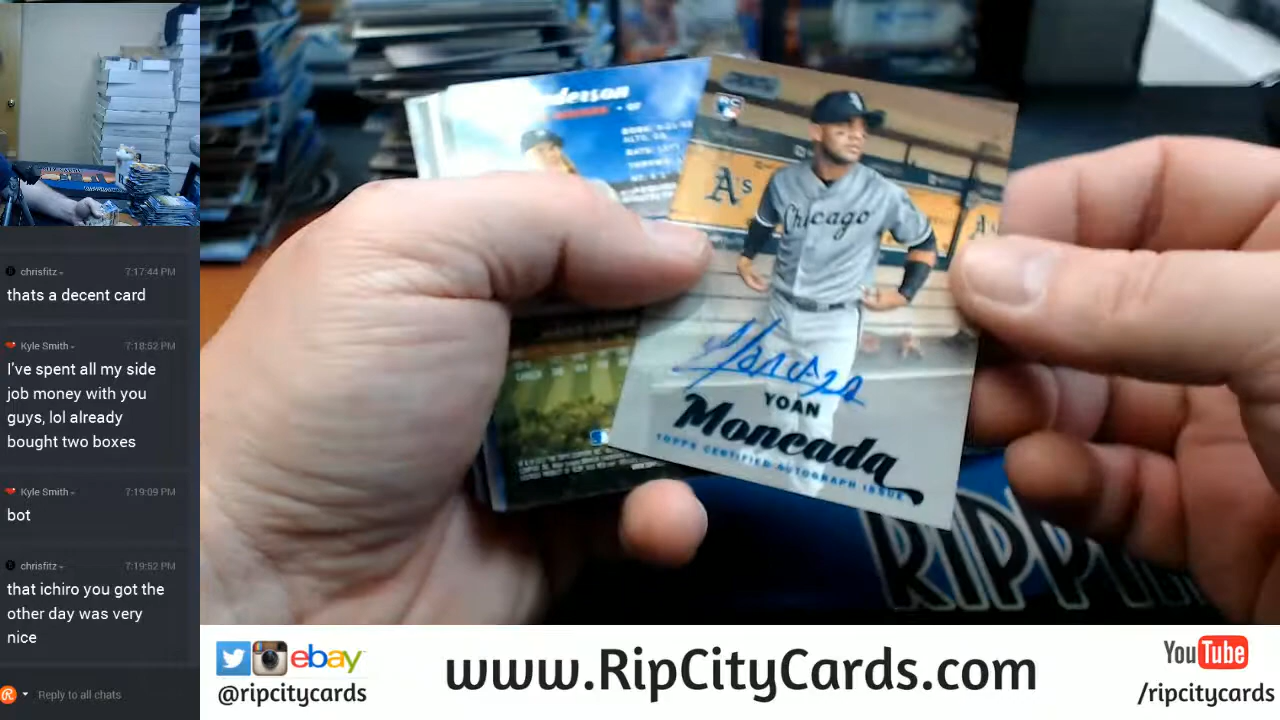 chrisfitz
7:17:44 PM
thats a decent card
Kyle Smith
7:18:52 PM
I've spent all my side
job money with you
guys, lol already
bought two boxes
Kyle Smith
7:19:09 PM
bot
chrisfitz
7:19:52 PM
that ichiro you got the
other day was very
nice
Reply to all chats
RC
A's
A's
Chicago
YOAN
Moncada
TOPPS CERTIFIED AUTOGRAPH ISSUE
ebay
@ripcitycards
www.RipCityCards.com
YouTube
/ripcitycards